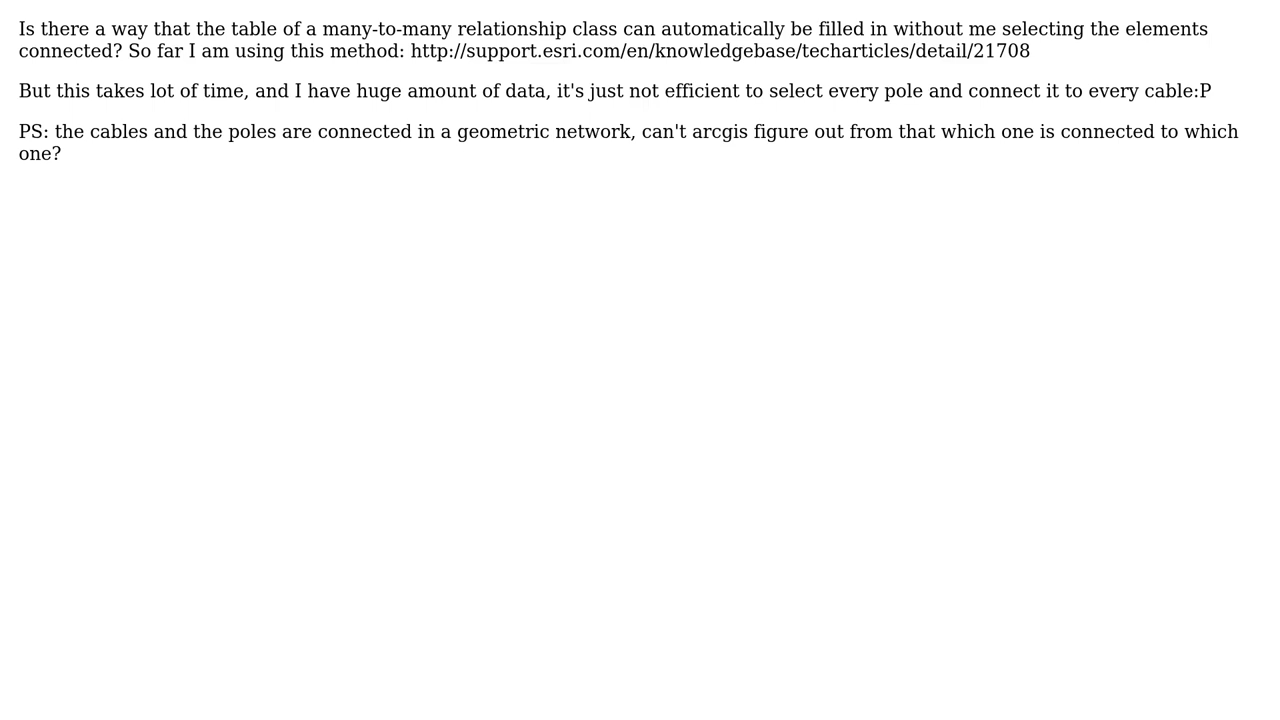 Is there a way that the table of a many-to-many relationship class can automatically be filled in without me selecting the elements
connected? So far I am using this method: http://support.esri.com/en/knowledgebase/techarticles/detail/21708
But this takes lot of time, and I have huge amount of data, it's just not efficient to select every pole and connect it to every cable:P
PS: the cables and the poles are connected in a geometric network, can't arcgis figure out from that which one is connected to which
one?